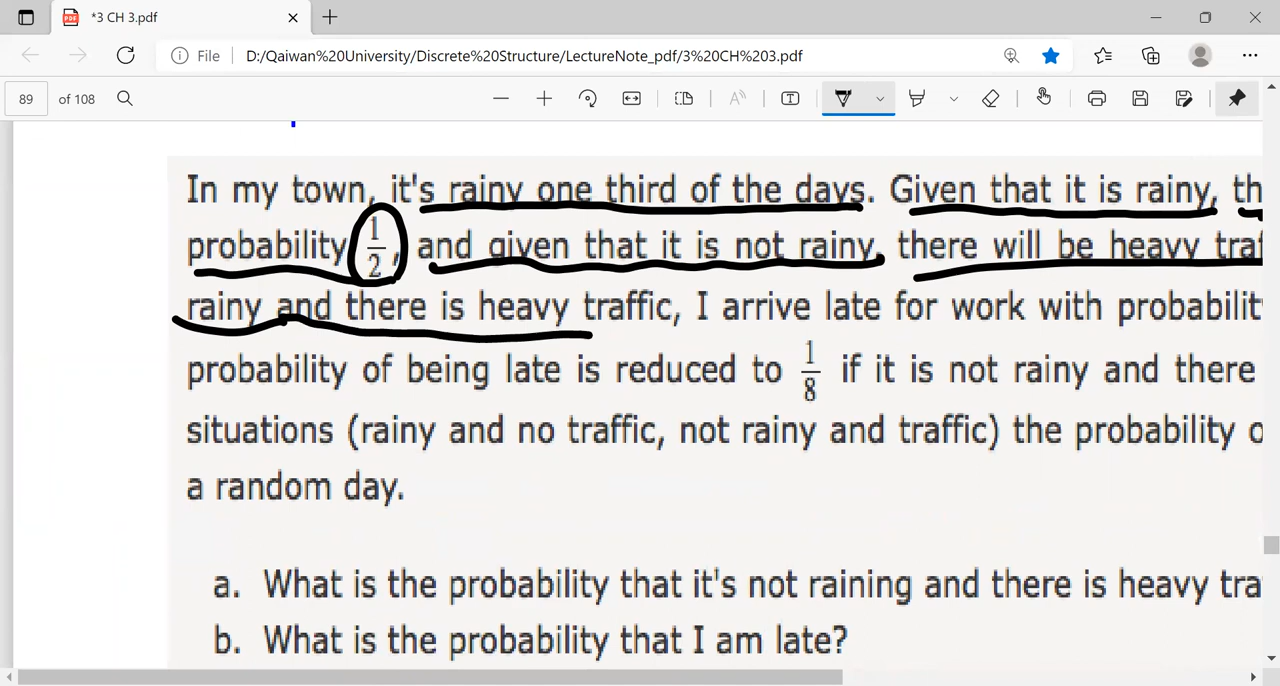 *3 CH 3.pdf
File D:/Qaiwan%20University/Discrete%20Structure/LectureNote_pdf/3%20CH%203.pdf
89 of 108
In my town, it's rainy one third of the days. Given that it is rainy, th
probability 1/2, and given that it is not rainy, there will be heavy traf
rainy and there is heavy traffic, I arrive late for work with probabilit
probability of being late is reduced to 1/8 if it is not rainy and there
situations (rainy and no traffic, not rainy and traffic) the probability o
a random day.
a. What is the probability that it's not raining and there is heavy tra
b. What is the probability that I am late?